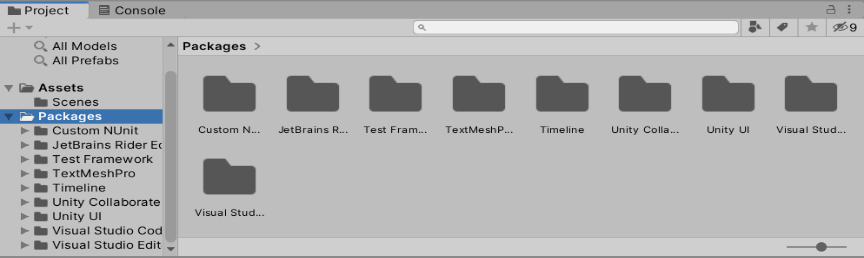 Project
Console
9
All Models
All Prefabs
Assets
Scenes
Packages
Custom NUnit
JetBrains Rider Ec
Test Framework
TextMeshPro
Timeline
Unity Collaborate
Unity UI
Visual Studio Cod
Visual Studio Edit
Packages
Custom N... JetBrains R... Test Fram... TextMeshP... Timeline Unity Colla... Unity UI Visual Stud...
Visual Stud...